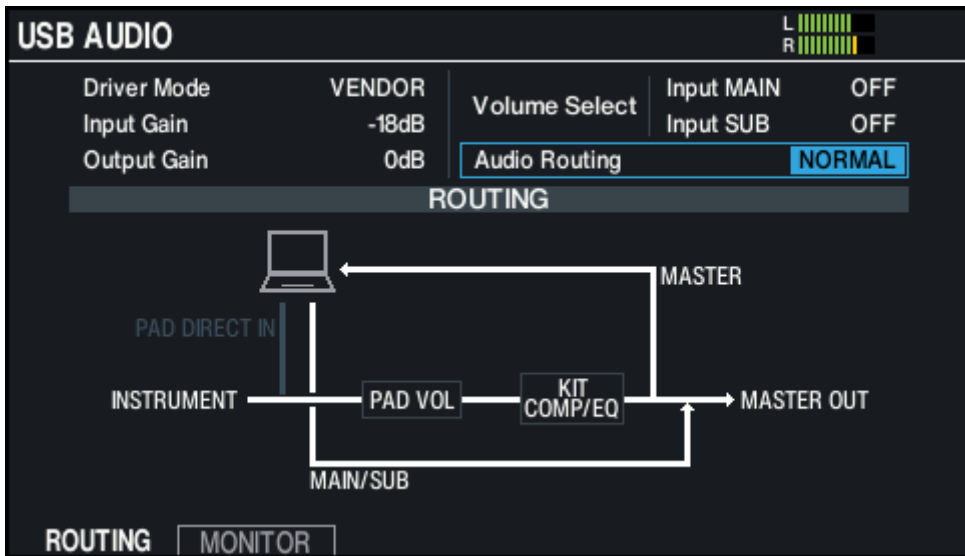 USB AUDIO
L
R
Driver Mode VENDOR
Input Gain -18dB
Output Gain 0dB
Volume Select
Input MAIN OFF
Input SUB OFF
Audio Routing NORMAL
ROUTING
MASTER
PAD DIRECT IN
INSTRUMENT
PAD VOL
KIT
COMP/EQ
MASTER OUT
MAIN/SUB
ROUTING MONITOR